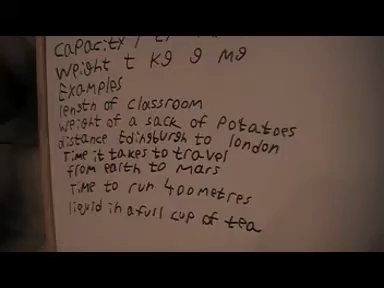 capacity
weight t kg g mg
Examples
length of classroom
weight of a sack of potatoes
distance Edingburgh to london
Time it takes to travel
from earth to Mars
Time to run 400metres
liquid in a full cup of tea